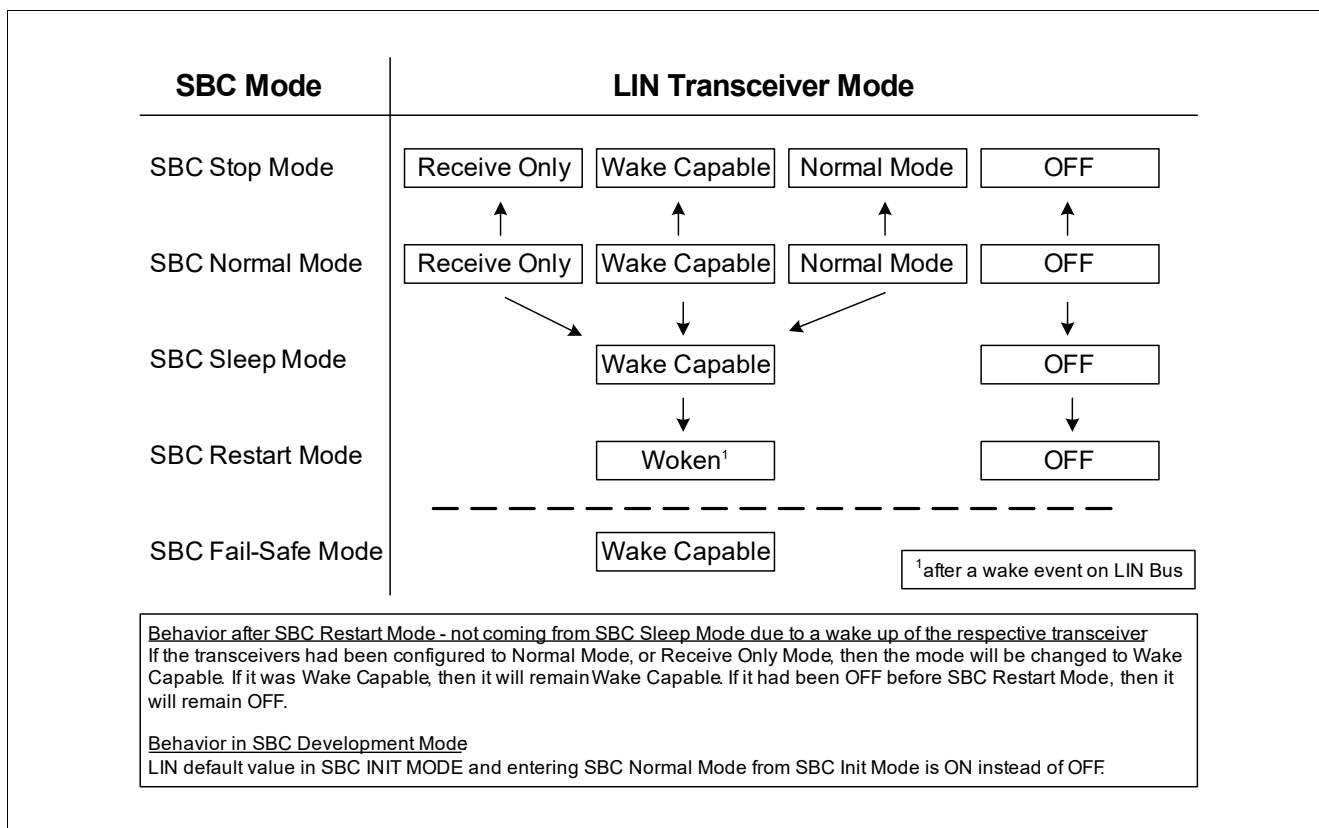 SBC Mode LIN Transceiver Mode
SBC Stop Mode Receive Only Wake Capable Normal Mode OFF
SBC Normal Mode Receive Only Wake Capable Normal Mode OFF
SBC Sleep Mode Wake Capable OFF
SBC Restart Mode Woken¹ OFF
SBC Fail-Safe Mode Wake Capable
¹after a wake event on LIN Bus
Behavior after SBC Restart Mode - not coming from SBC Sleep Mode due to a wake up of the respective transceiver
If the transceivers had been configured to Normal Mode, or Receive Only Mode, then the mode will be changed to Wake
Capable. If it was Wake Capable, then it will remain Wake Capable. If it had been OFF before SBC Restart Mode, then it
will remain OFF.
Behavior in SBC Development Mode
LIN default value in SBC INIT MODE and entering SBC Normal Mode from SBC Init Mode is ON instead of OFF.